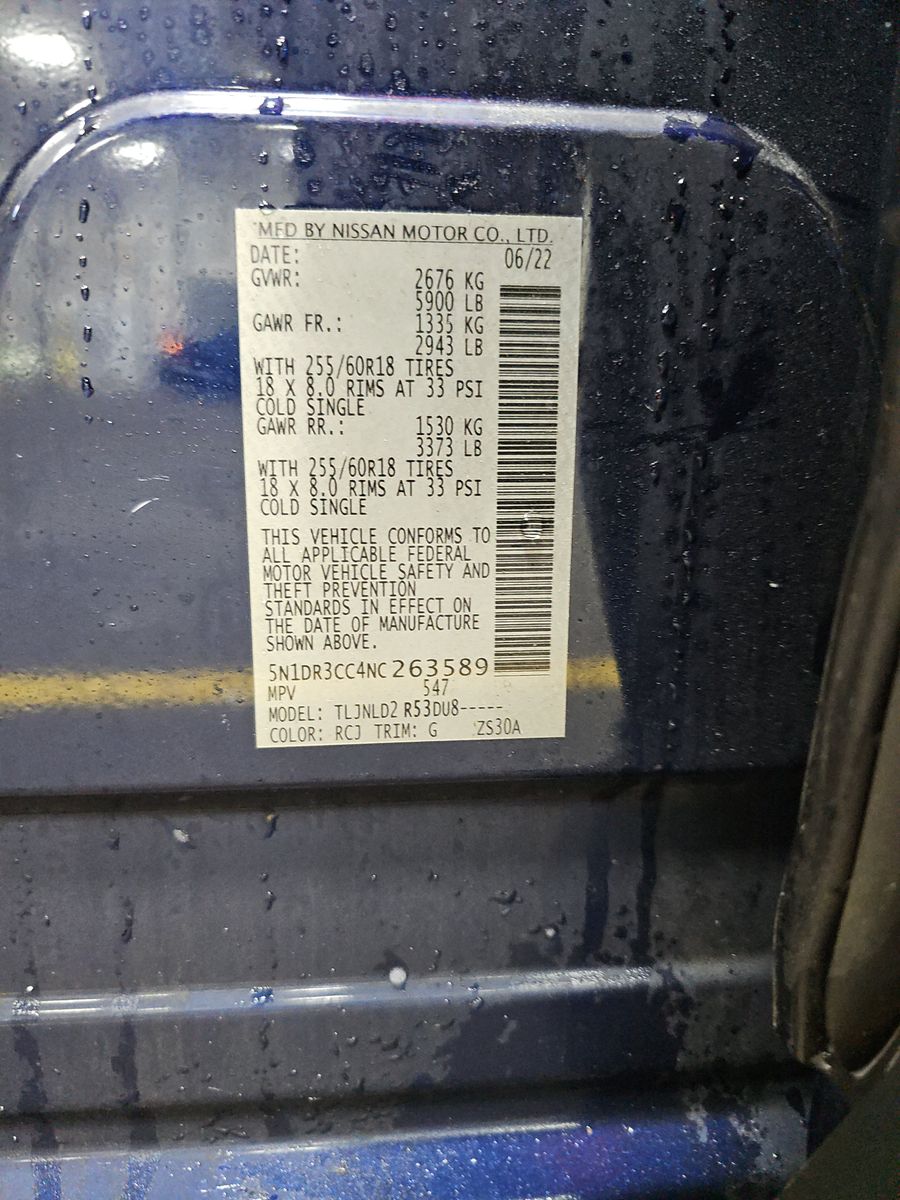 MFD BY NISSAN MOTOR CO., LTD.
DATE: 06/22
GVWR: 2676 KG
5900 LB
GAWR FR.: 1335 KG
2943 LB
WITH 255/60R18 TIRES
18 X 8.0 RIMS AT 33 PSI
COLD SINGLE
GAWR RR.: 1530 KG
3373 LB
WITH 255/60R18 TIRES
18 X 8.0 RIMS AT 33 PSI
COLD SINGLE
THIS VEHICLE CONFORMS TO
ALL APPLICABLE FEDERAL
MOTOR VEHICLE SAFETY AND
THEFT PREVENTION
STANDARDS IN EFFECT ON
THE DATE OF MANUFACTURE
SHOWN ABOVE.
5N1DR3CC4NC263589
MPV 547
MODEL: TLJNLD2 R53DU8-----
COLOR: RCJ TRIM: G ZS30A